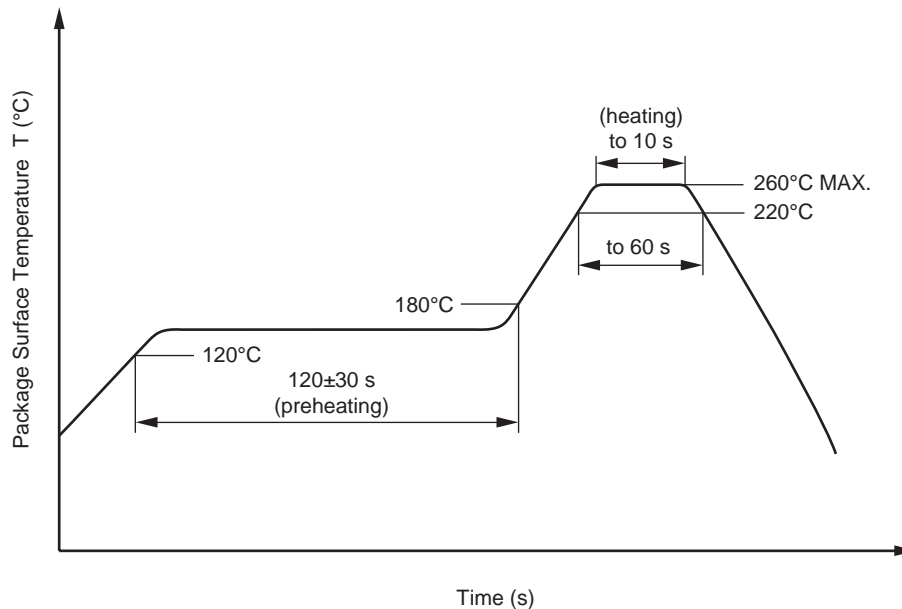 Package Surface Temperature T (°C)
(heating)
to 10 s
260°C MAX.
220°C
to 60 s
180°C
120°C
120±30 s
(preheating)
Time (s)